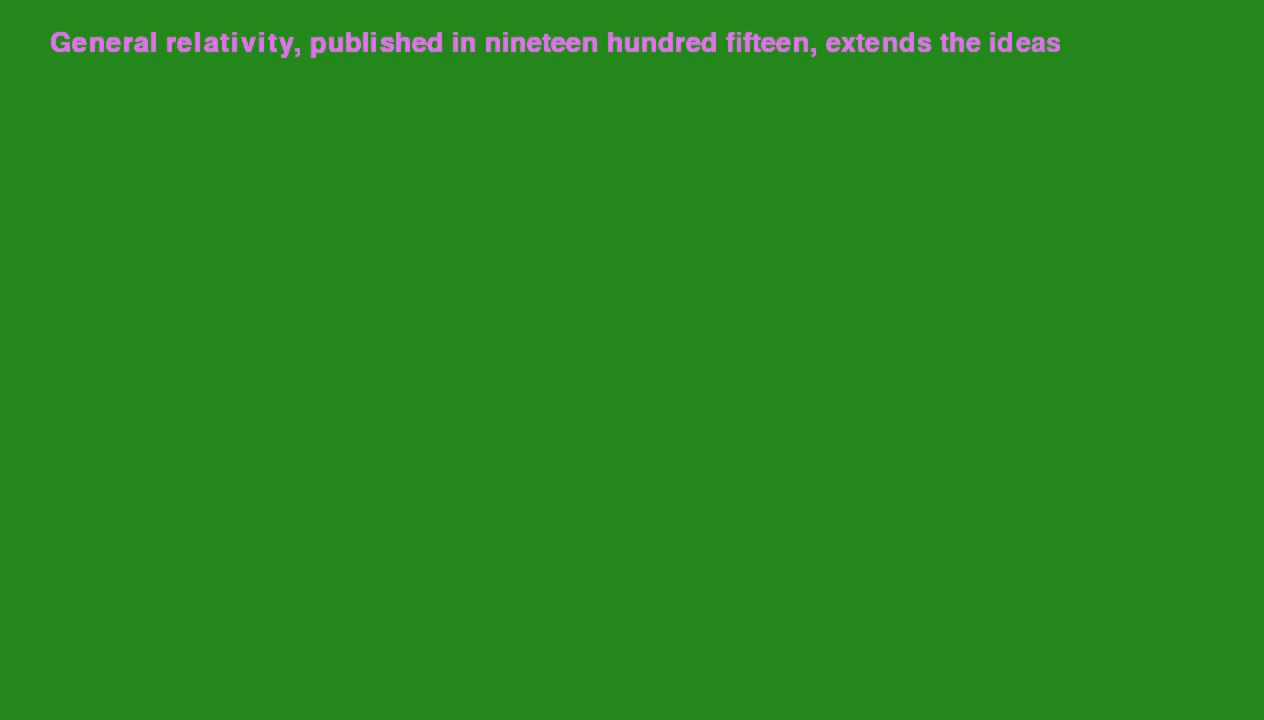 General relativity, published in nineteen hundred fifteen, extends the ideas